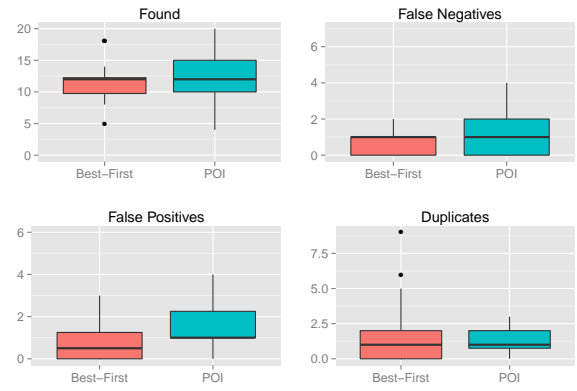 Found
20
15
10
5
0
Best−First
POI
False Negatives
6
4
2
0
Best−First
POI
False Positives
6
4
2
0
Best−First
POI
Duplicates
7.5
5.0
2.5
0.0
Best−First
POI